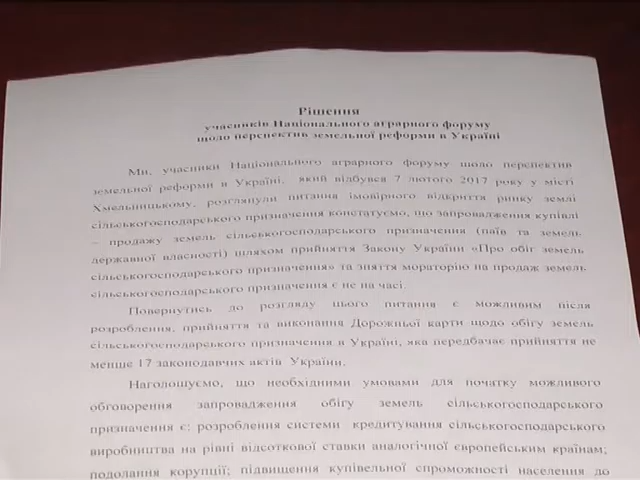 Рішення
учасників Національного аграрного форуму
щодо перспектив земельної реформи в Україні
Ми, учасники Національного аграрного форуму щодо перспектив
земельної реформи в Україні, який відбувся 7 лютого 2017 року у місті
Хмельницькому, розглянули питання імовірного відкриття ринку землі
сільськогосподарського призначення констатуємо, що запровадження купівлі
– продажу земель сільськогосподарського призначення (паїв та земель
державної власності) шляхом прийняття Закону України «Про обіг земель
сільськогосподарського призначення» та зняття мораторію на продаж земель
сільськогосподарського призначення є не на часі.
Повернутись до розгляду цього питання є можливим після
розроблення, прийняття та виконання Дорожньої карти щодо обігу земель
сільськогосподарського призначення в Україні, яка передбачає прийняття не
менше 17 законодавчих актів України.
Наголошуємо, що необхідними умовами для початку можливого
обговорення запровадження обігу земель сільськогосподарського
призначення є: розроблення системи кредитування сільськогосподарського
виробництва на рівні відсоткової ставки аналогічної європейським країнам;
подолання корупції; підвищення купівельної спроможності населення до